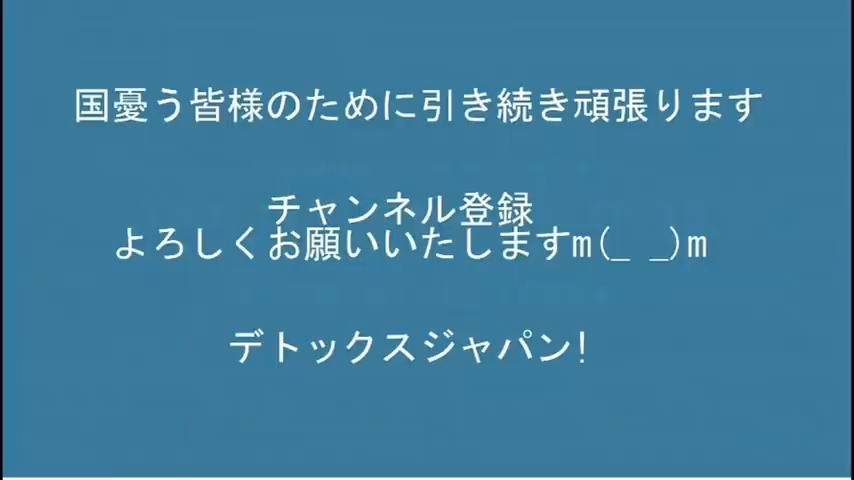 国憂う皆様のために引き続き頑張ります
チャンネル登録
よろしくお願いいたしますm(_ _)m
デトックスジャパン!